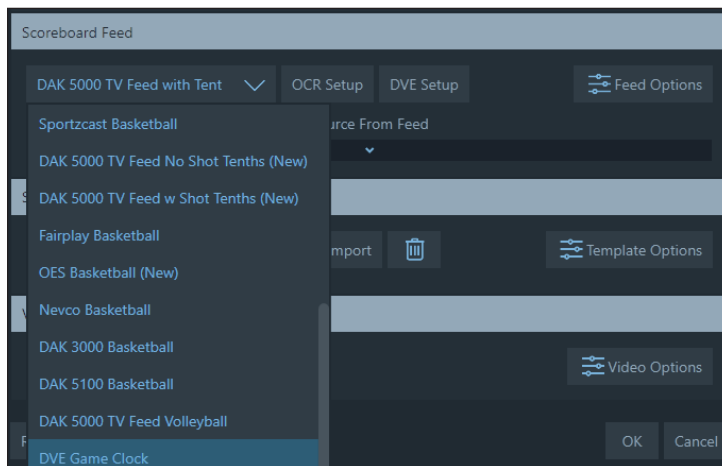 Scoreboard Feed
DAK 5000 TV Feed with Tent
OCR Setup
DVE Setup
Feed Options
Sportzcast Basketball
urce From Feed
DAK 5000 TV Feed No Shot Tenths (New)
DAK 5000 TV Feed w Shot Tenths (New)
Fairplay Basketball
mport
Template Options
OES Basketball (New)
Nevco Basketball
DAK 3000 Basketball
Video Options
DAK 5100 Basketball
DAK 5000 TV Feed Volleyball
OK
Cancel
DVE Game Clock